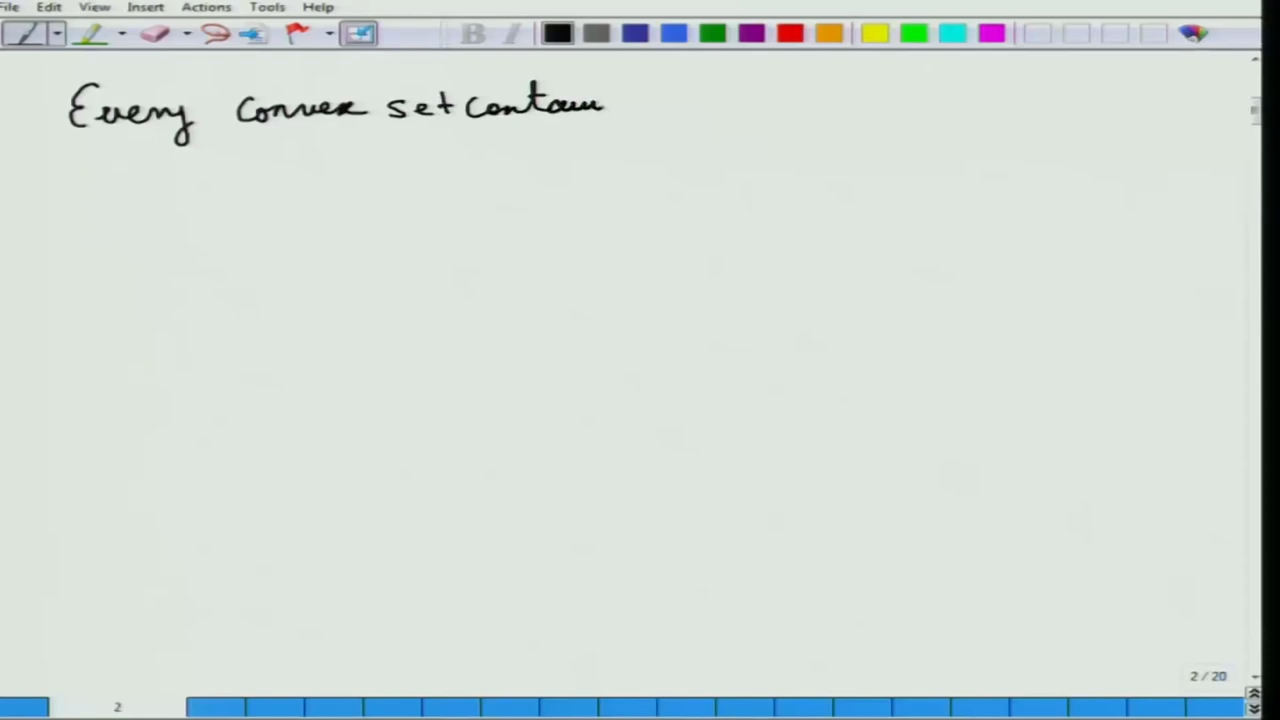 File Edit View Insert Actions Tools Help
B I
Every convex set contain
2 / 20
2